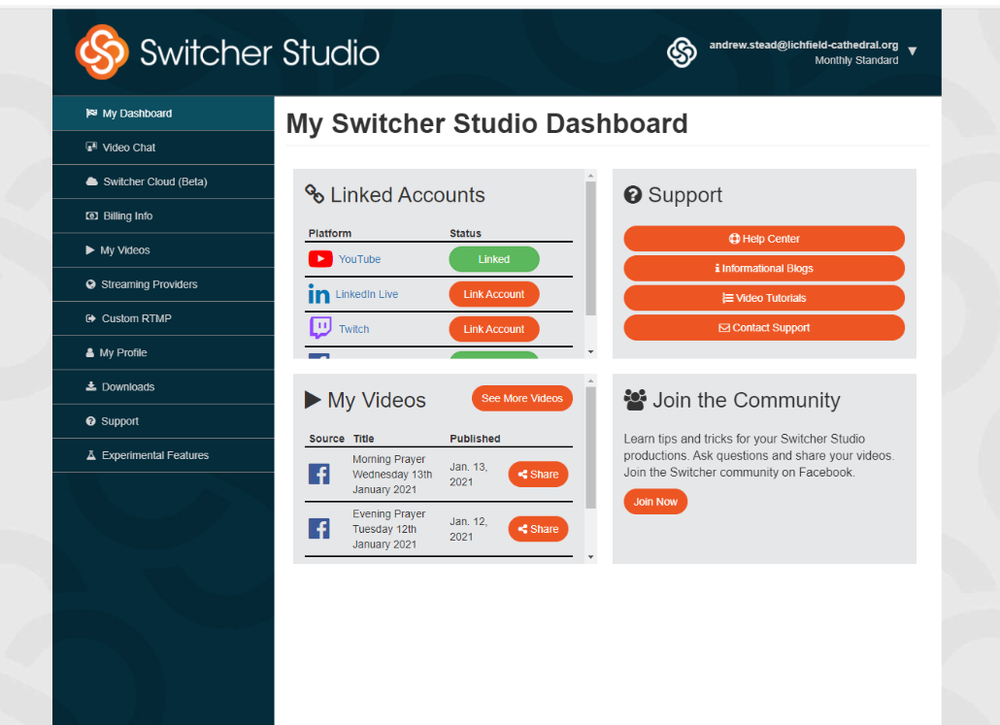 Switcher Studio
andrew.stead@lichfield-cathedral.org
Monthly Standard
My Dashboard
Video Chat
Switcher Cloud (Beta)
Billing Info
My Videos
Streaming Providers
Custom RTMP
My Profile
Downloads
Support
Experimental Features
My Switcher Studio Dashboard
Linked Accounts
Platform Status
YouTube Linked
in LinkedIn Live Link Account
Twitch Link Account
Support
Help Center
Informational Blogs
Video Tutorials
Contact Support
My Videos See More Videos
Source Title Published
Morning Prayer
Wednesday 13th
January 2021
Jan. 13,
2021
Share
Evening Prayer
Tuesday 12th
January 2021
Jan. 12,
2021
Share
Join the Community
Learn tips and tricks for your Switcher Studio
productions. Ask questions and share your videos.
Join the Switcher community on Facebook.
Join Now